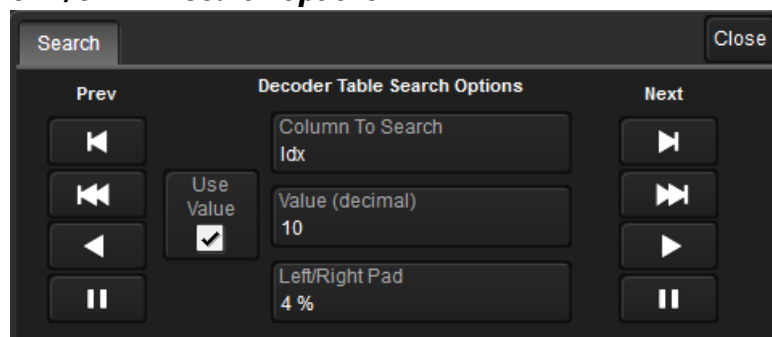 Search
Close
Prev
Decoder Table Search Options
Next
Column To Search
Idx
Use
Value
Value (decimal)
10
Left/Right Pad
4 %